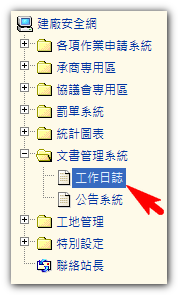 建廠安全網
各項作業申請系統
承商專用區
協議會專用區
罰單系統
統計圖表
文書管理系統
工作日誌
公告系統
工地管理
特別設定
聯絡站長